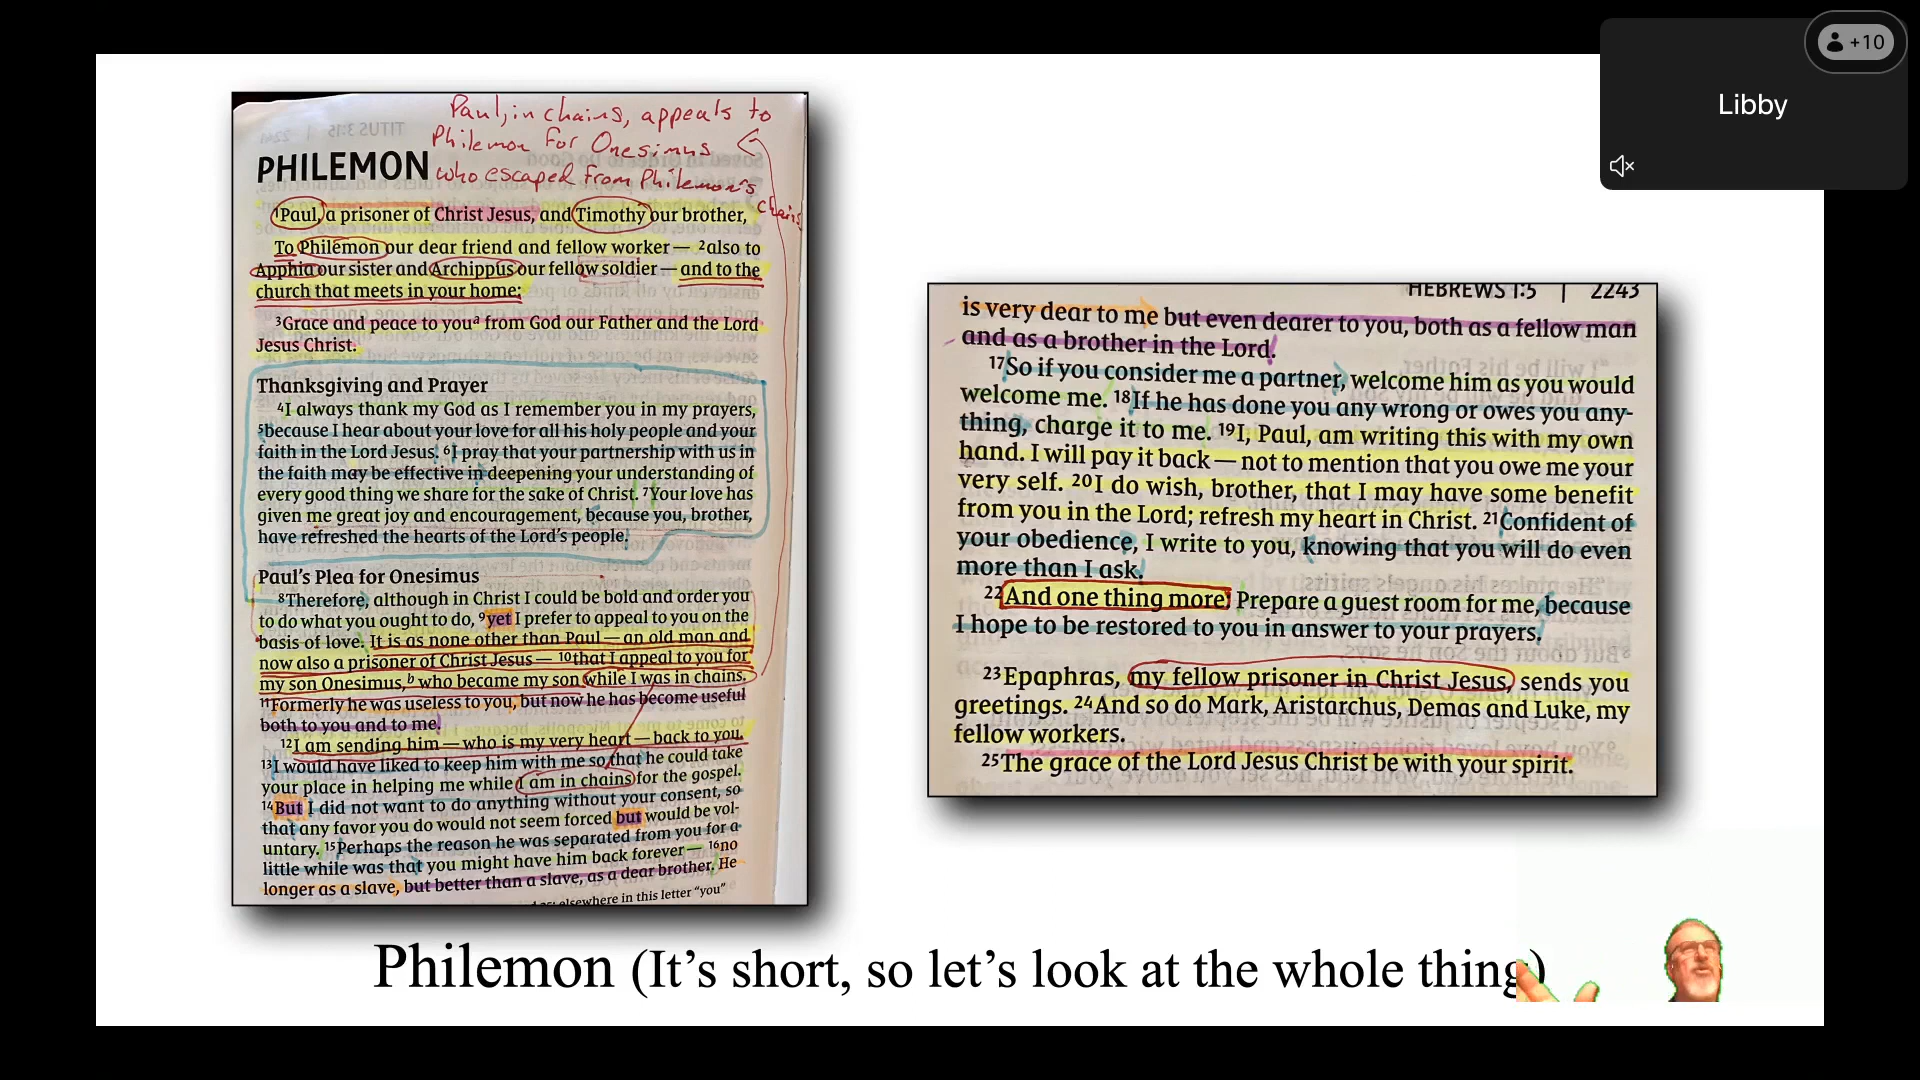 +10
Libby
Paul, in chains, appeals to
Philemon for Onesimus
who escaped from Philemon's
chains
PHILEMON
¹Paul, a prisoner of Christ Jesus, and Timothy our brother,
To Philemon our dear friend and fellow worker — ²also to
Apphia our sister and Archippus our fellow soldier — and to the
church that meets in your home:
³Grace and peace to youᵃ from God our Father and the Lord
Jesus Christ.
Thanksgiving and Prayer
⁴I always thank my God as I remember you in my prayers,
⁵because I hear about your love for all his holy people and your
faith in the Lord Jesus. ⁶I pray that your partnership with us in
the faith may be effective in deepening your understanding of
every good thing we share for the sake of Christ. ⁷Your love has
given me great joy and encouragement, because you, brother,
have refreshed the hearts of the Lord's people.
Paul's Plea for Onesimus
⁸Therefore, although in Christ I could be bold and order you
to do what you ought to do, ⁹yet I prefer to appeal to you on the
basis of love. It is as none other than Paul — an old man and
now also a prisoner of Christ Jesus — ¹⁰that I appeal to you for
my son Onesimus,ᵇ who became my son while I was in chains.
¹¹Formerly he was useless to you, but now he has become useful
both to you and to me.
¹²I am sending him — who is my very heart — back to you.
¹³I would have liked to keep him with me so that he could take
your place in helping me while I am in chains for the gospel.
¹⁴But I did not want to do anything without your consent, so
that any favor you do would not seem forced but would be vol-
untary. ¹⁵Perhaps the reason he was separated from you for a
little while was that you might have him back forever — ¹⁶no
longer as a slave, but better than a slave, as a dear brother. He
elsewhere in this letter "you"
HEBREWS 1:5 | 2243
is very dear to me but even dearer to you, both as a fellow man
and as a brother in the Lord.
¹⁷So if you consider me a partner, welcome him as you would
welcome me. ¹⁸If he has done you any wrong or owes you any-
thing, charge it to me. ¹⁹I, Paul, am writing this with my own
hand. I will pay it back — not to mention that you owe me your
very self. ²⁰I do wish, brother, that I may have some benefit
from you in the Lord; refresh my heart in Christ. ²¹Confident of
your obedience, I write to you, knowing that you will do even
more than I ask.
²²And one thing more: Prepare a guest room for me, because
I hope to be restored to you in answer to your prayers.
²³Epaphras, my fellow prisoner in Christ Jesus, sends you
greetings. ²⁴And so do Mark, Aristarchus, Demas and Luke, my
fellow workers.
²⁵The grace of the Lord Jesus Christ be with your spirit.
Philemon (It's short, so let's look at the whole thing)